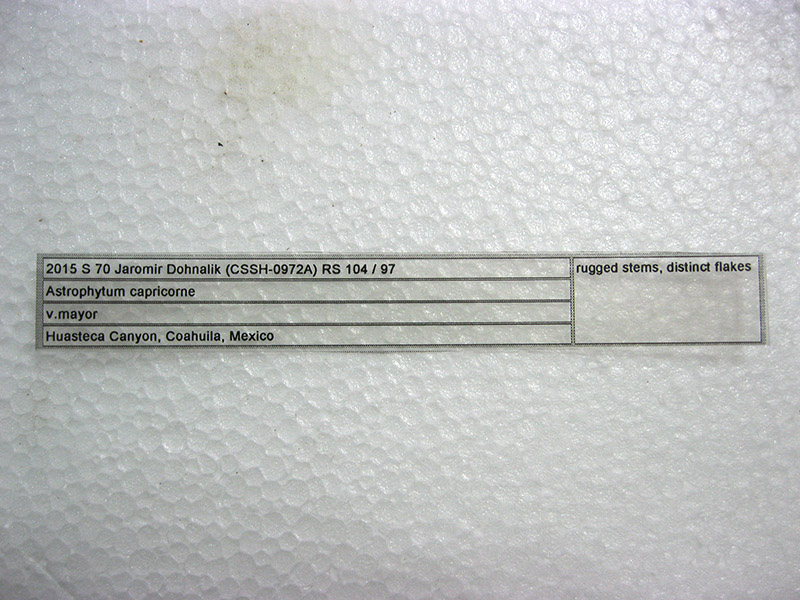 2015 S 70 Jaromir Dohnalik (CSSH-0972A) RS 104 / 97
Astrophytum capricorne
v.mayor
Huasteca Canyon, Coahuila, Mexico
rugged stems, distinct flakes